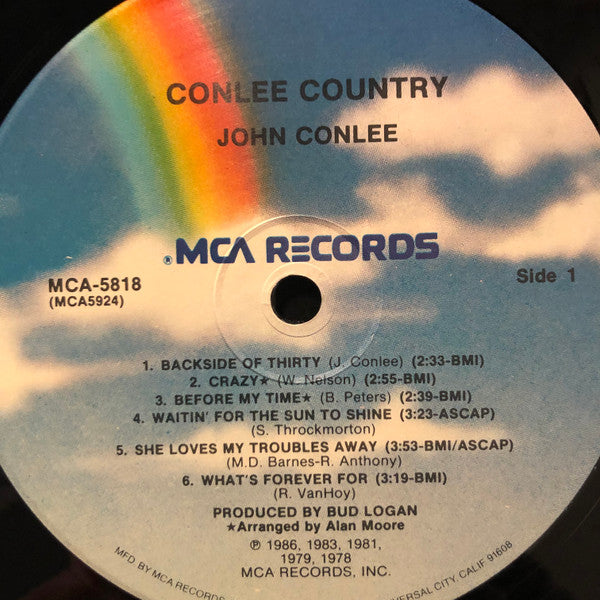 CONLEE COUNTRY
JOHN CONLEE
®MCA RECORDS
MCA-5818
(MCA5924)
Side 1
1. BACKSIDE OF THIRTY (J. Conlee) (2:33-BMI)
2. CRAZY★ (W. Nelson) (2:55-BMI)
3. BEFORE MY TIME★ (B. Peters) (2:39-BMI)
4. WAITIN' FOR THE SUN TO SHINE (3:23-ASCAP)
(S. Throckmorton)
5. SHE LOVES MY TROUBLES AWAY (3:53-BMI/ASCAP)
(M.D. Barnes-R. Anthony)
6. WHAT'S FOREVER FOR (3:19-BMI)
(R. VanHoy)
PRODUCED BY BUD LOGAN
★Arranged by Alan Moore
℗ 1986, 1983, 1981,
1979, 1978
MCA RECORDS, INC.
MFD BY MCA RECORDS CITY, CALIF 91608